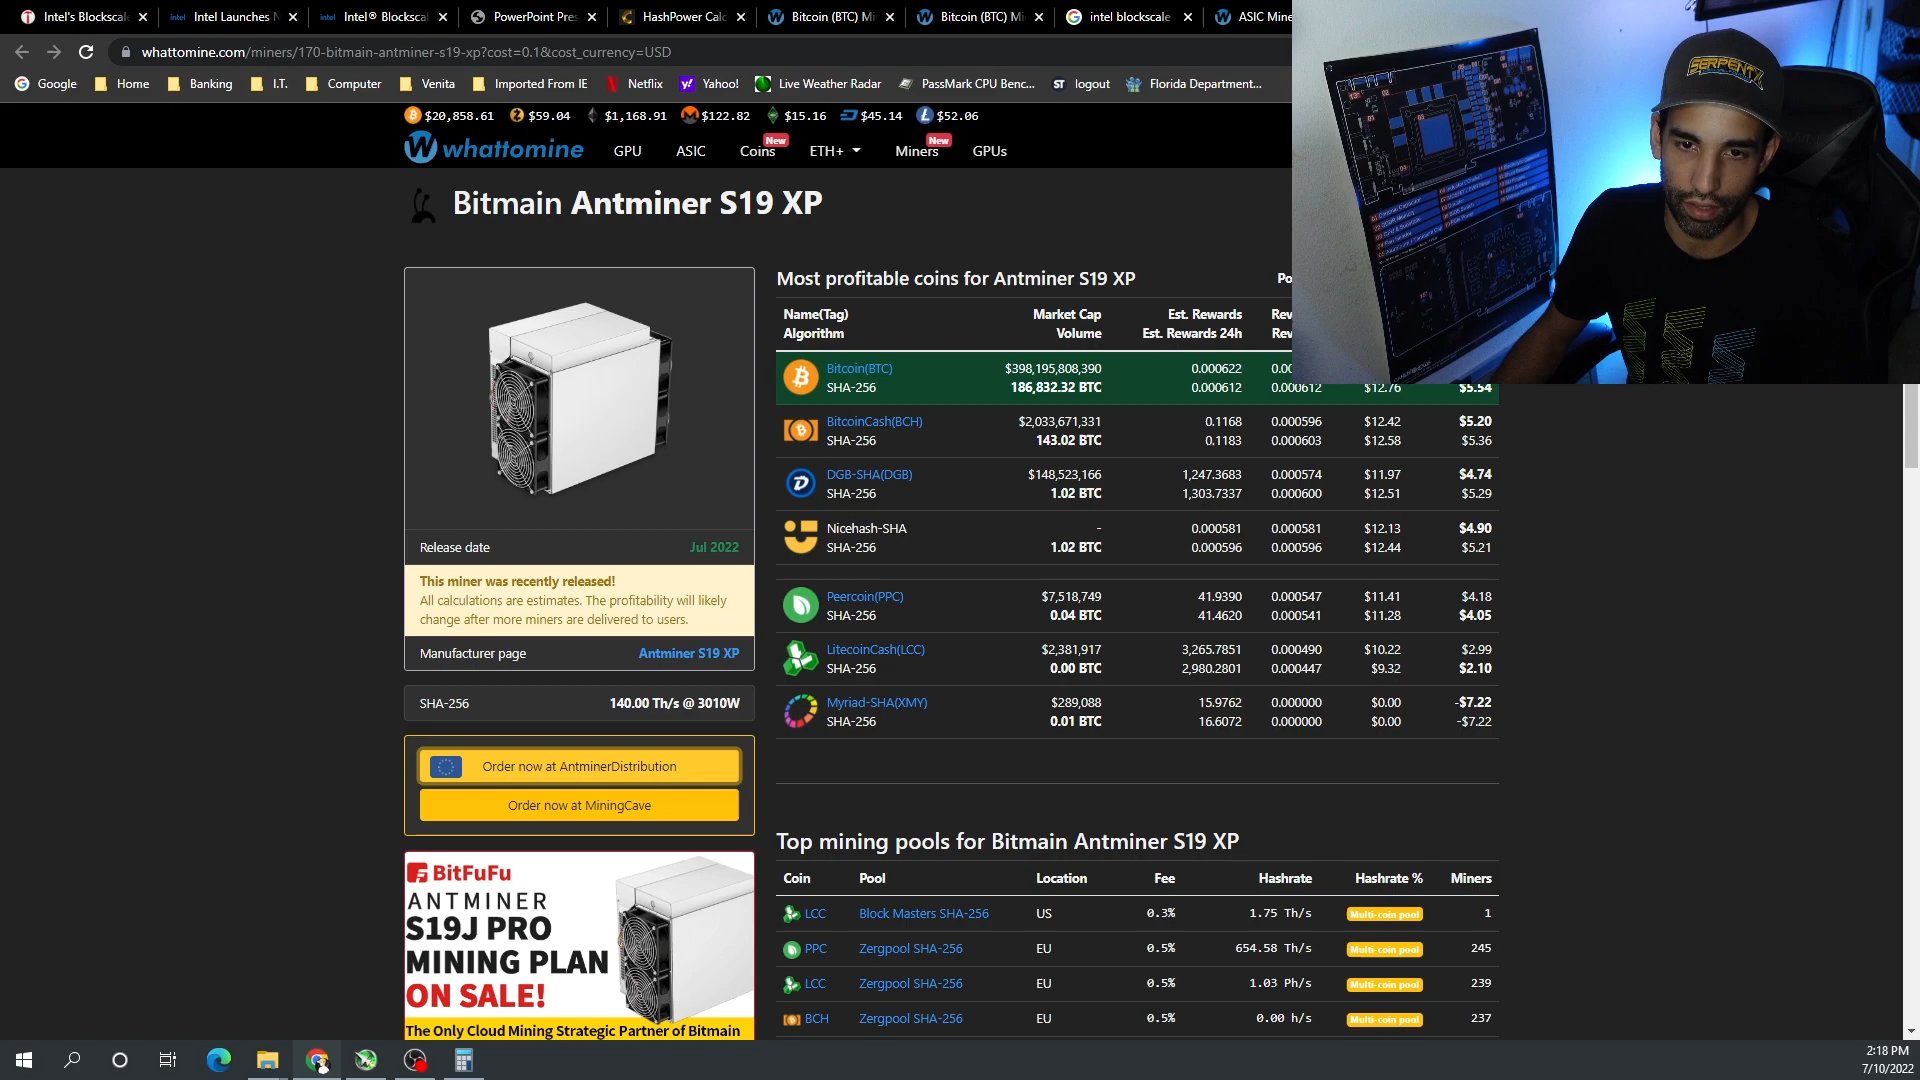 Intel's Blockscale
Intel Launches N
Intel® Blockscal
PowerPoint Pres
HashPower Calc
Bitcoin (BTC) Mi
Bitcoin (BTC) Mi
intel blockscale
ASIC Mine
whattomine.com/miners/170-bitmain-antminer-s19-xp?cost=0.1&cost_currency=USD
Google Home Banking I.T. Computer Venita Imported From IE Netflix Yahoo! Live Weather Radar PassMark CPU Benc... ST logout Florida Department...
$20,858.61 $59.04 $1,168.91 $122.82 $15.16 $45.14 $52.06
whattomine GPU ASIC Coins New ETH+ Miners New GPUs
Bitmain Antminer S19 XP
Release date Jul 2022
This miner was recently released!
All calculations are estimates. The profitability will likely
change after more miners are delivered to users.
Manufacturer page Antminer S19 XP
SHA-256 140.00 Th/s @ 3010W
Order now at AntminerDistribution
Order now at MiningCave
BitFuFu
ANTMINER
S19J PRO
MINING PLAN
ON SALE!
The Only Cloud Mining Strategic Partner of Bitmain
Most profitable coins for Antminer S19 XP Po
Name(Tag) Market Cap Est. Rewards Rev
Algorithm Volume Est. Rewards 24h Rev
Bitcoin(BTC) $398,195,808,390 0.000622 0.00
SHA-256 186,832.32 BTC 0.000612 0.000612 $12.76 $5.54
BitcoinCash(BCH) $2,033,671,331 0.1168 0.000596 $12.42 $5.20
SHA-256 143.02 BTC 0.1183 0.000603 $12.58 $5.36
DGB-SHA(DGB) $148,523,166 1,247.3683 0.000574 $11.97 $4.74
SHA-256 1.02 BTC 1,303.7337 0.000600 $12.51 $5.29
Nicehash-SHA - 0.000581 0.000581 $12.13 $4.90
SHA-256 1.02 BTC 0.000596 0.000596 $12.44 $5.21
Peercoin(PPC) $7,518,749 41.9390 0.000547 $11.41 $4.18
SHA-256 0.04 BTC 41.4620 0.000541 $11.28 $4.05
LitecoinCash(LCC) $2,381,917 3,265.7851 0.000490 $10.22 $2.99
SHA-256 0.00 BTC 2,980.2801 0.000447 $9.32 $2.10
Myriad-SHA(XMY) $289,088 15.9762 0.000000 $0.00 -$7.22
SHA-256 0.01 BTC 16.6072 0.000000 $0.00 -$7.22
Top mining pools for Bitmain Antminer S19 XP
Coin Pool Location Fee Hashrate Hashrate % Miners
LCC Block Masters SHA-256 US 0.3% 1.75 Th/s Multi-coin pool 1
PPC Zergpool SHA-256 EU 0.5% 654.58 Th/s Multi-coin pool 245
LCC Zergpool SHA-256 EU 0.5% 1.03 Ph/s Multi-coin pool 239
BCH Zergpool SHA-256 EU 0.5% 0.00 h/s Multi-coin pool 237
SERPENTX
2:18 PM
7/10/2022